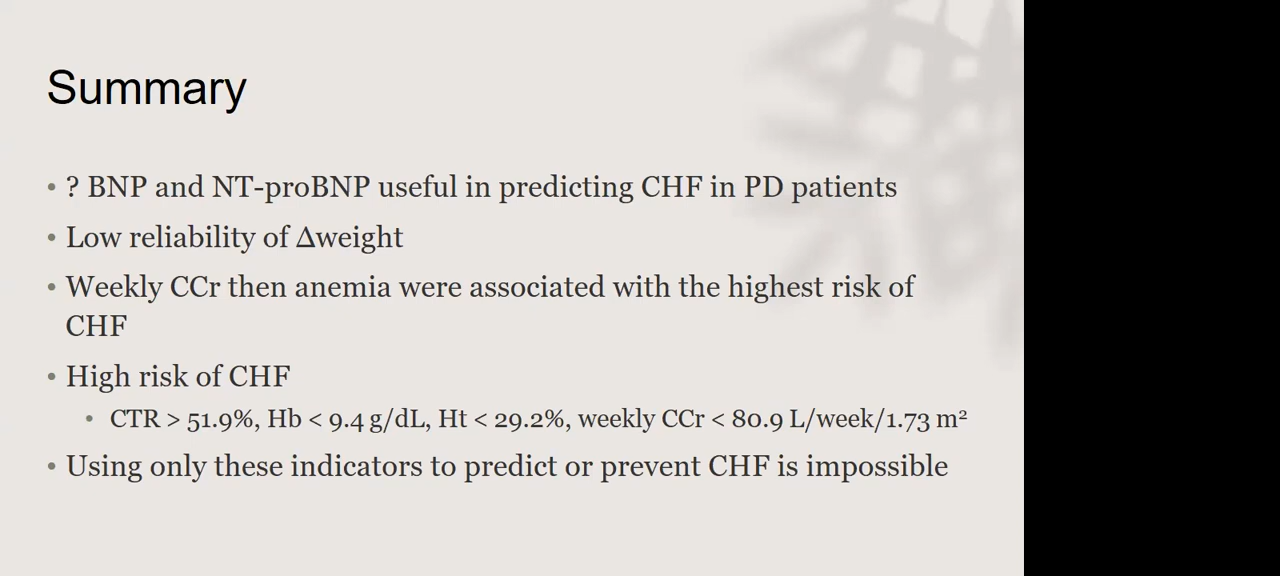 Summary
• ? BNP and NT-proBNP useful in predicting CHF in PD patients
• Low reliability of Δweight
• Weekly CCr then anemia were associated with the highest risk of
CHF
• High risk of CHF
• CTR > 51.9%, Hb < 9.4 g/dL, Ht < 29.2%, weekly CCr < 80.9 L/week/1.73 m²
• Using only these indicators to predict or prevent CHF is impossible